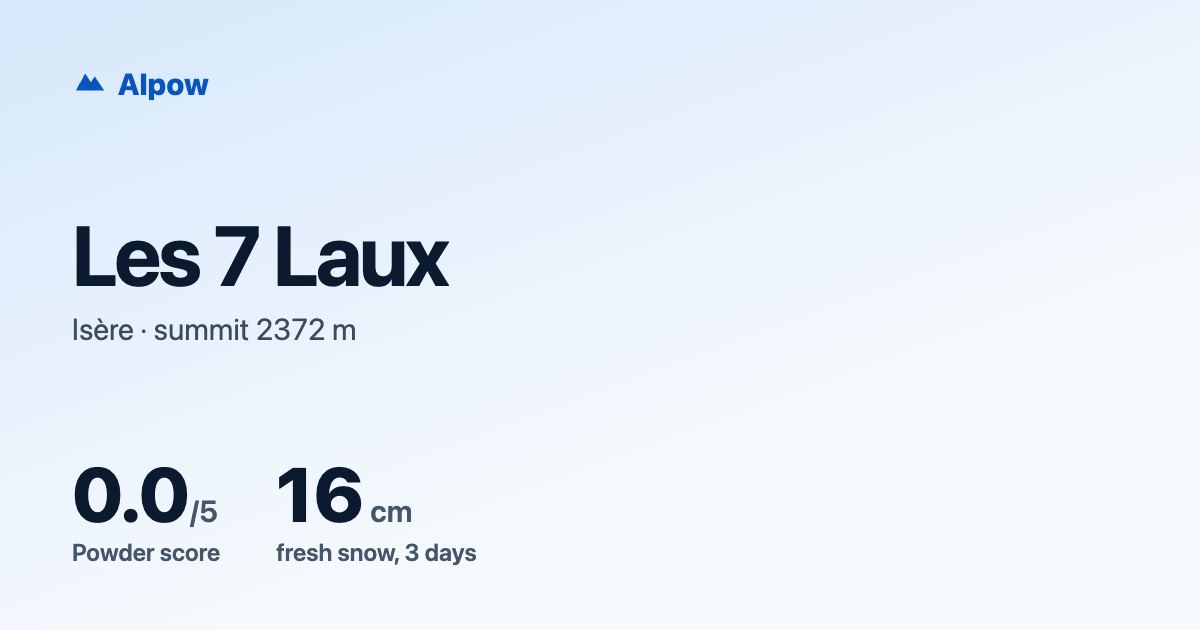 Alpow
Les 7 Laux
Isère · summit 2372 m
0.0/5
Powder score
16 cm
fresh snow, 3 days